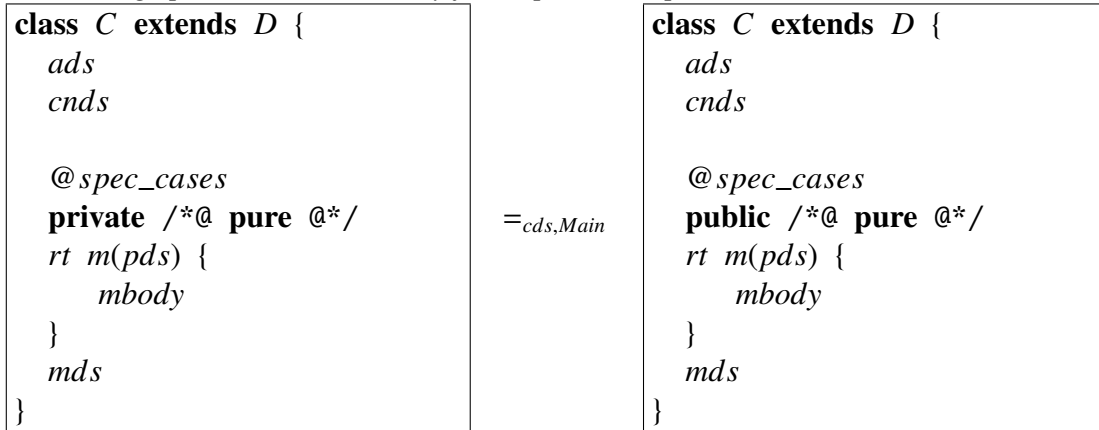 class C extends D {
ads
cnds
@spec_cases
private /*@ pure @*/
rt m(pds) {
mbody
}
mds
}
=cds,Main
class C extends D {
ads
cnds
@spec_cases
public /*@ pure @*/
rt m(pds) {
mbody
}
mds
}